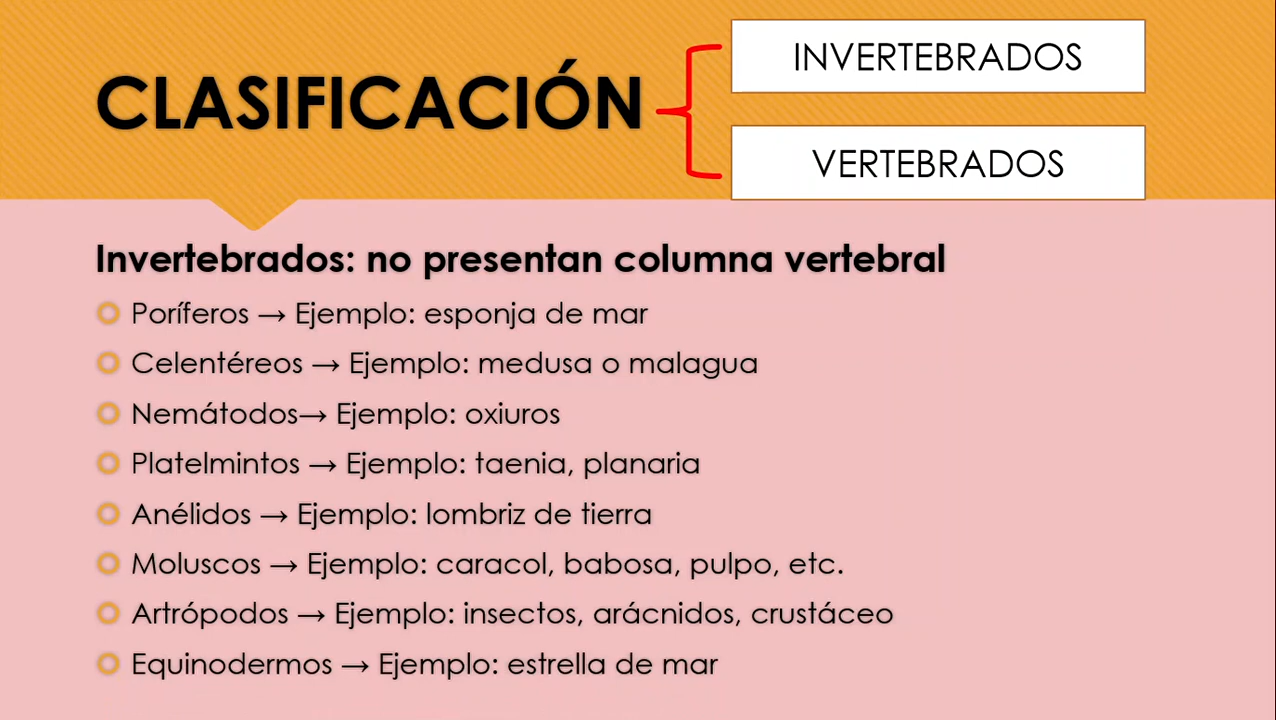 CLASIFICACIÓN
INVERTEBRADOS
VERTEBRADOS
Invertebrados: no presentan columna vertebral
Poríferos → Ejemplo: esponja de mar
Celentéreos → Ejemplo: medusa o malagua
Nemátodos→ Ejemplo: oxiuros
Platelmintos → Ejemplo: taenia, planaria
Anélidos → Ejemplo: lombriz de tierra
Moluscos → Ejemplo: caracol, babosa, pulpo, etc.
Artrópodos → Ejemplo: insectos, arácnidos, crustáceo
Equinodermos → Ejemplo: estrella de mar